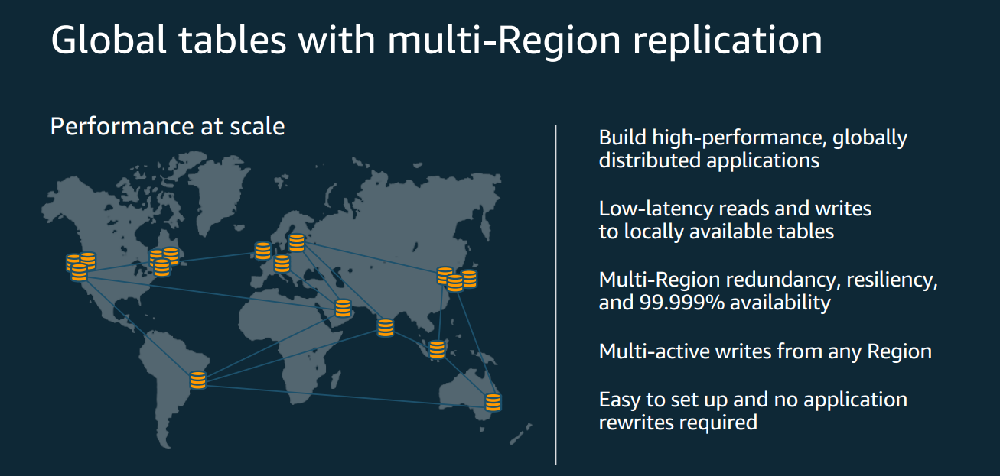 Global tables with multi-Region replication
Performance at scale
Build high-performance, globally
distributed applications
Low-latency reads and writes
to locally available tables
Multi-Region redundancy, resiliency,
and 99.999% availability
Multi-active writes from any Region
Easy to set up and no application
rewrites required